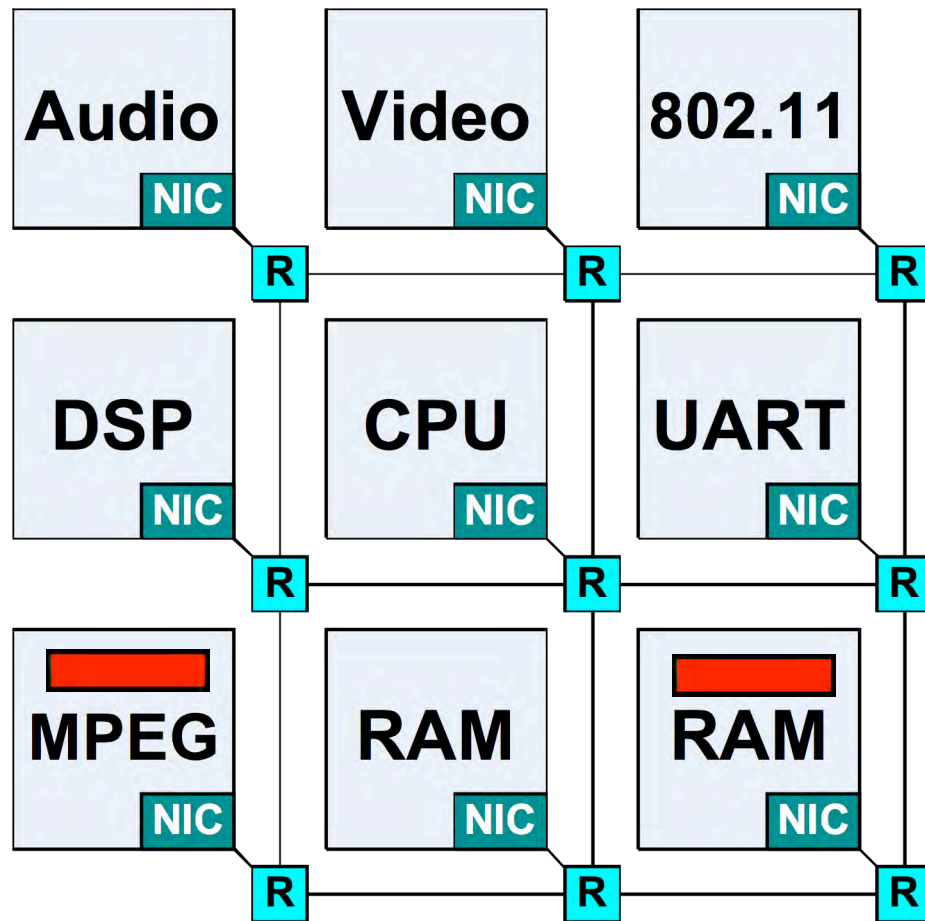 Audio Video 802.11
NIC NIC NIC
R R R
DSP CPU UART
NIC NIC NIC
R R R
MPEG RAM RAM
NIC NIC NIC
R R R